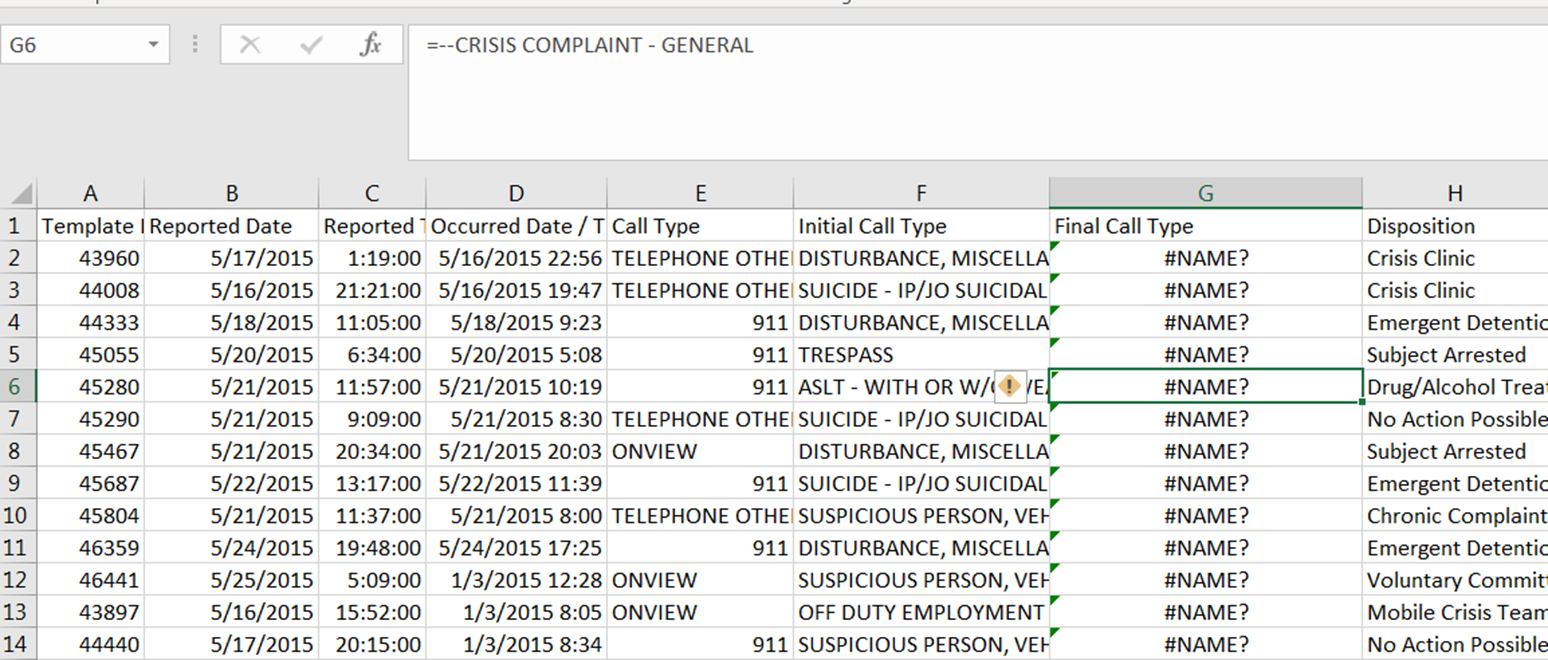 G6 fx =--CRISIS COMPLAINT - GENERAL
A B C D E F G H
1 Template Reported Date Reported Occurred Date / T Call Type Initial Call Type Final Call Type Disposition
2 43960 5/17/2015 1:19:00 5/16/2015 22:56 TELEPHONE OTHE DISTURBANCE, MISCELLA #NAME? Crisis Clinic
3 44008 5/16/2015 21:21:00 5/16/2015 19:47 TELEPHONE OTHE SUICIDE - IP/JO SUICIDAL #NAME? Crisis Clinic
4 44333 5/18/2015 11:05:00 5/18/2015 9:23 911 DISTURBANCE, MISCELLA #NAME? Emergent Detentio
5 45055 5/20/2015 6:34:00 5/20/2015 5:08 911 TRESPASS #NAME? Subject Arrested
6 45280 5/21/2015 11:57:00 5/21/2015 10:19 911 ASLT - WITH OR W/ #NAME? Drug/Alcohol Treat
7 45290 5/21/2015 9:09:00 5/21/2015 8:30 TELEPHONE OTHE SUICIDE - IP/JO SUICIDAL #NAME? No Action Possible
8 45467 5/21/2015 20:34:00 5/21/2015 20:03 ONVIEW DISTURBANCE, MISCELLA #NAME? Subject Arrested
9 45687 5/22/2015 13:17:00 5/22/2015 11:39 911 SUICIDE - IP/JO SUICIDAL #NAME? Emergent Detentio
10 45804 5/21/2015 11:37:00 5/21/2015 8:00 TELEPHONE OTHE SUSPICIOUS PERSON, VEH #NAME? Chronic Complaint
11 46359 5/24/2015 19:48:00 5/24/2015 17:25 911 DISTURBANCE, MISCELLA #NAME? Emergent Detentio
12 46441 5/25/2015 5:09:00 1/3/2015 12:28 ONVIEW SUSPICIOUS PERSON, VEH #NAME? Voluntary Commit
13 43897 5/16/2015 15:52:00 1/3/2015 8:05 ONVIEW OFF DUTY EMPLOYMENT #NAME? Mobile Crisis Team
14 44440 5/17/2015 20:15:00 1/3/2015 8:34 911 SUSPICIOUS PERSON, VEH #NAME? No Action Possible